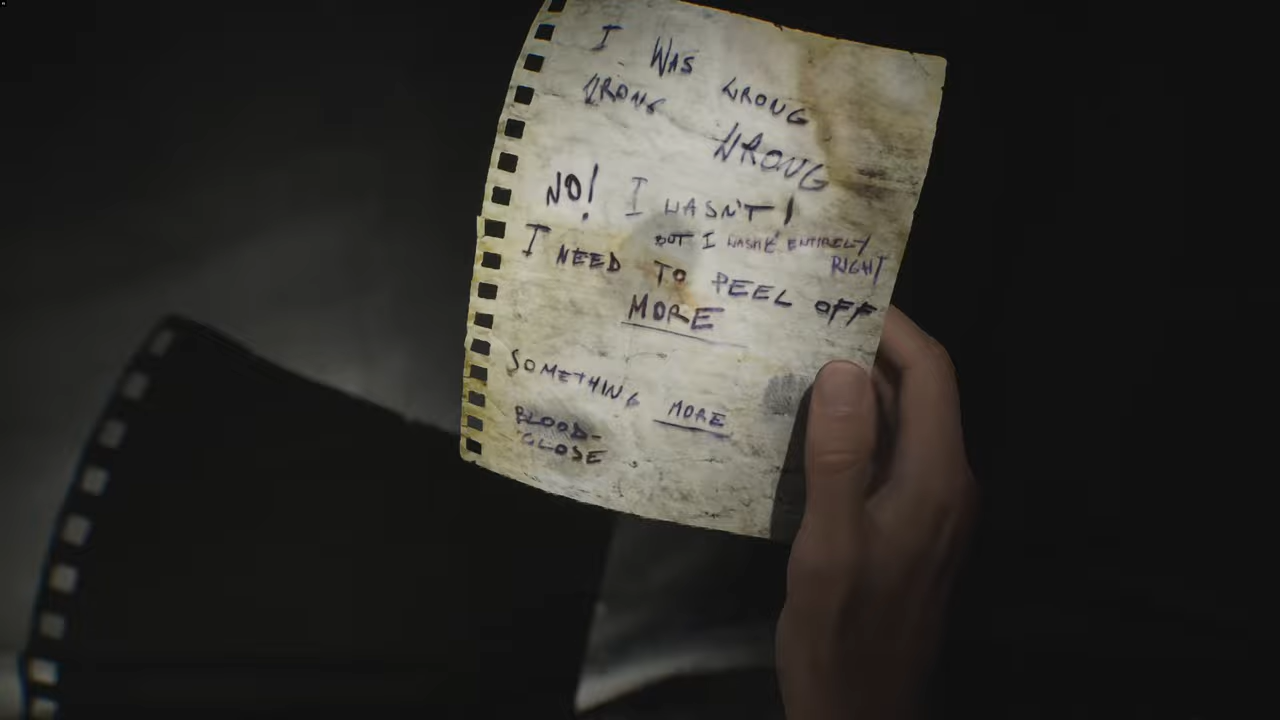 I WAS WRONG
WRONG
WRONG
NO! I WASN'T!
BUT I WASN'T ENTIRELY
RIGHT
I NEED TO PEEL OFF
MORE
SOMETHING MORE
BLOOD-
CLOSE